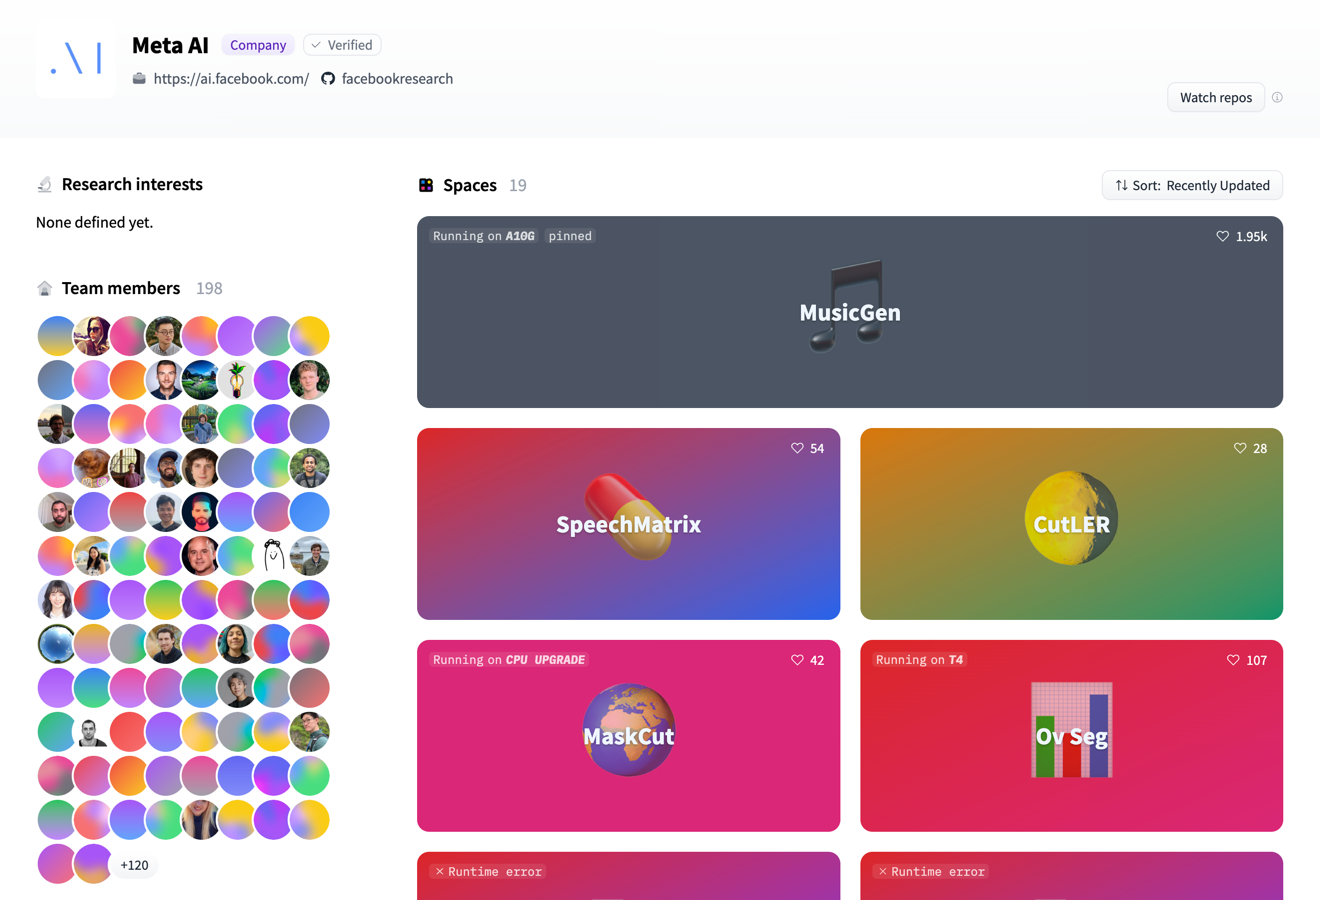 .\ |
Meta AI Company Verified
https://ai.facebook.com/ facebookresearch
Watch repos
Research interests
None defined yet.
Team members 198
+120
Spaces 19
Sort: Recently Updated
Running on A10G pinned
1.95k
MusicGen
54
SpeechMatrix
28
CutLER
Running on CPU UPGRADE
42
MaskCut
Running on T4
107
Ov Seg
Runtime error
Runtime error